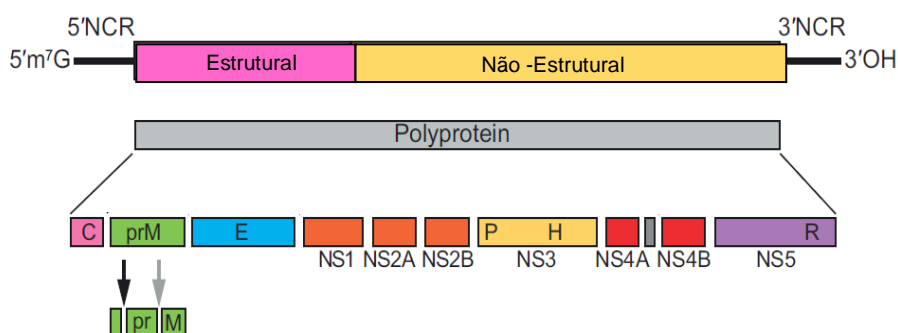 5′NCR 3′NCR
5′m⁷G Estrutural Não -Estrutural 3′OH
Polyprotein
C prM E P H R
NS1 NS2A NS2B NS3 NS4A NS4B NS5
pr M